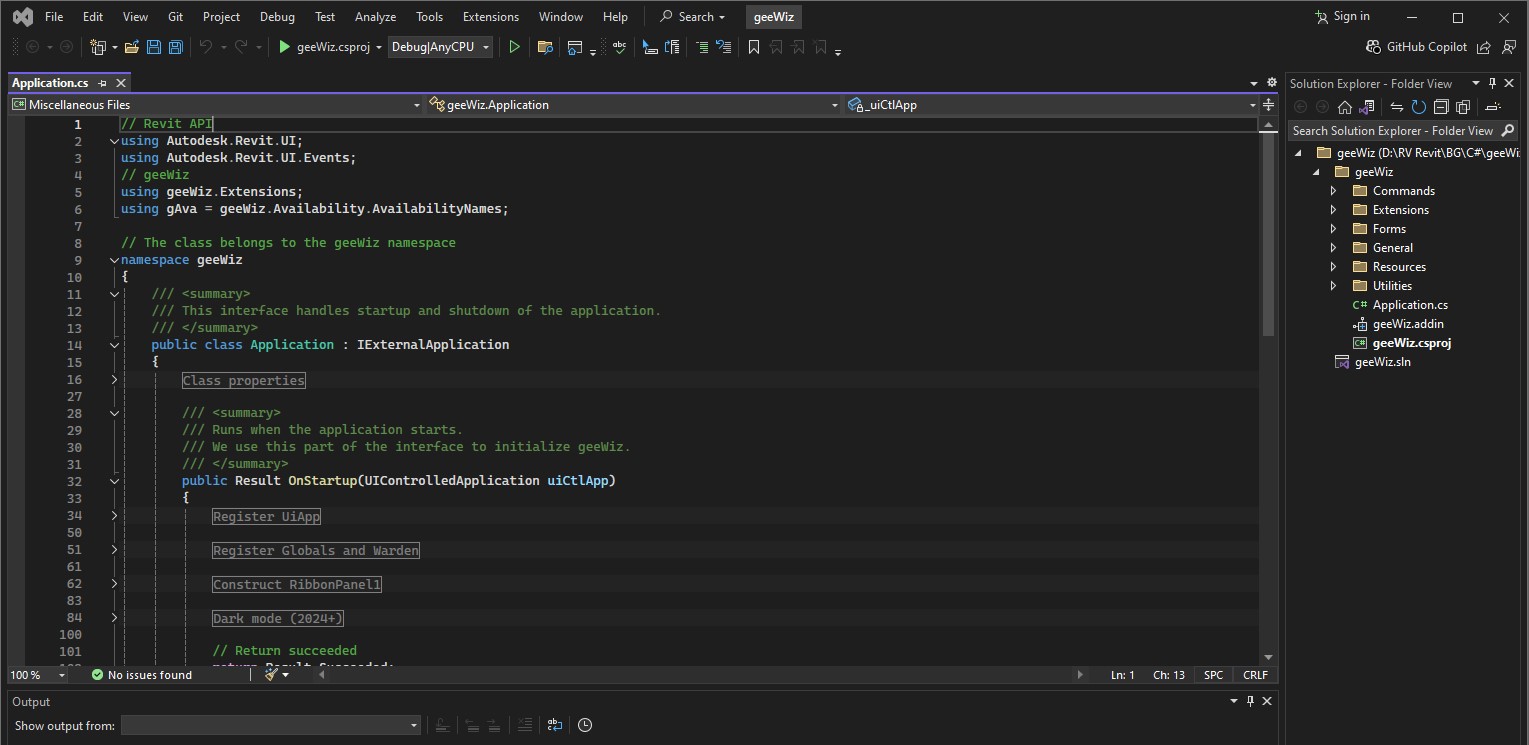 File Edit View Git Project Debug Test Analyze Tools Extensions Window Help Search geeWiz Sign in
geeWiz.csproj Debug|AnyCPU GitHub Copilot
Application.cs
Miscellaneous Files geeWiz.Application _uiCtlApp
1 // Revit API
2 using Autodesk.Revit.UI;
3 using Autodesk.Revit.UI.Events;
4 // geeWiz
5 using geeWiz.Extensions;
6 using gAva = geeWiz.Availability.AvailabilityNames;
7
8 // The class belongs to the geeWiz namespace
9 namespace geeWiz
10 {
11 /// <summary>
12 /// This interface handles startup and shutdown of the application.
13 /// </summary>
14 public class Application : IExternalApplication
15 {
16 Class properties
27
28 /// <summary>
29 /// Runs when the application starts.
30 /// We use this part of the interface to initialize geeWiz.
31 /// </summary>
32 public Result OnStartup(UIControlledApplication uiCtlApp)
33 {
34 Register UiApp
50
51 Register Globals and Warden
61
62 Construct RibbonPanel1
83
84 Dark mode (2024+)
100
101 // Return succeeded
return Result.Succeeded;
100 % No issues found Ln: 1 Ch: 13 SPC CRLF
Output
Show output from:
Solution Explorer - Folder View
Search Solution Explorer - Folder View
geeWiz (D:\RV Revit\BG\C#\geeWi
geeWiz
Commands
Extensions
Forms
General
Resources
Utilities
C# Application.cs
geeWiz.addin
geeWiz.csproj
geeWiz.sln